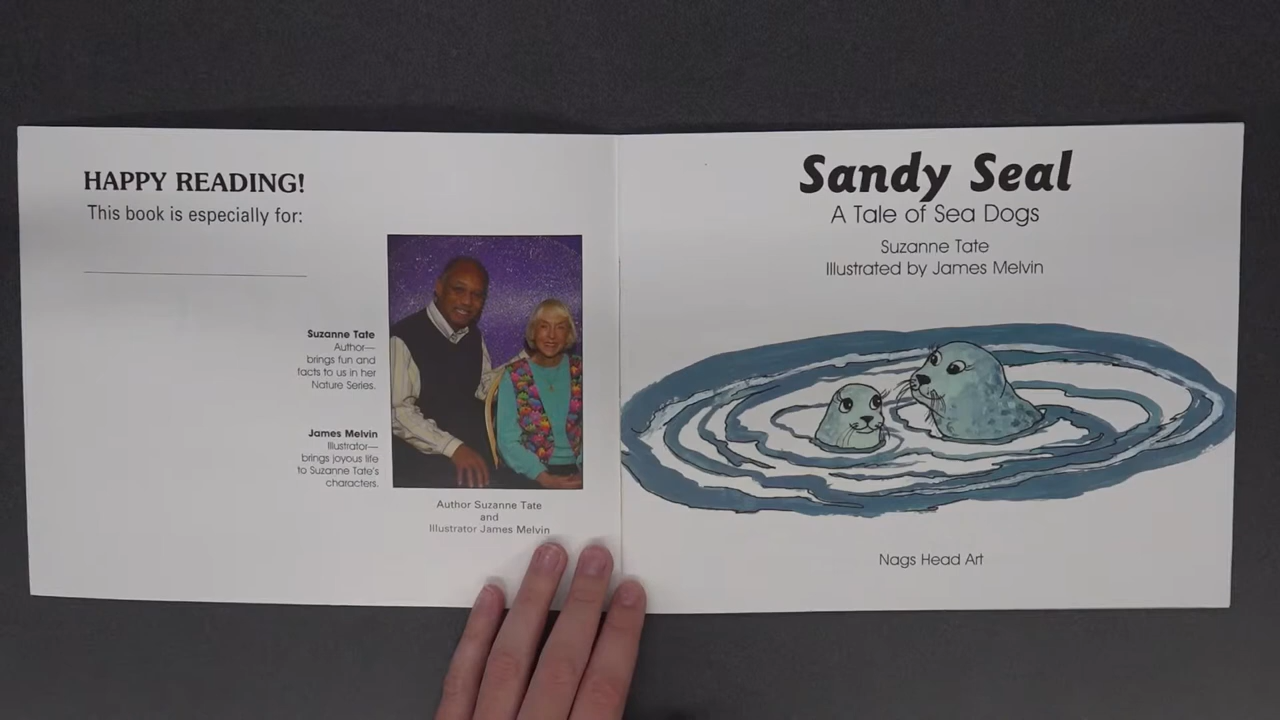 HAPPY READING!
This book is especially for:
Suzanne Tate
Author—
brings fun and
facts to us in her
Nature Series.
James Melvin
Illustrator—
brings joyous life
to Suzanne Tate's
characters.
Author Suzanne Tate
and
Illustrator James Melvin
Sandy Seal
A Tale of Sea Dogs
Suzanne Tate
Illustrated by James Melvin
Nags Head Art